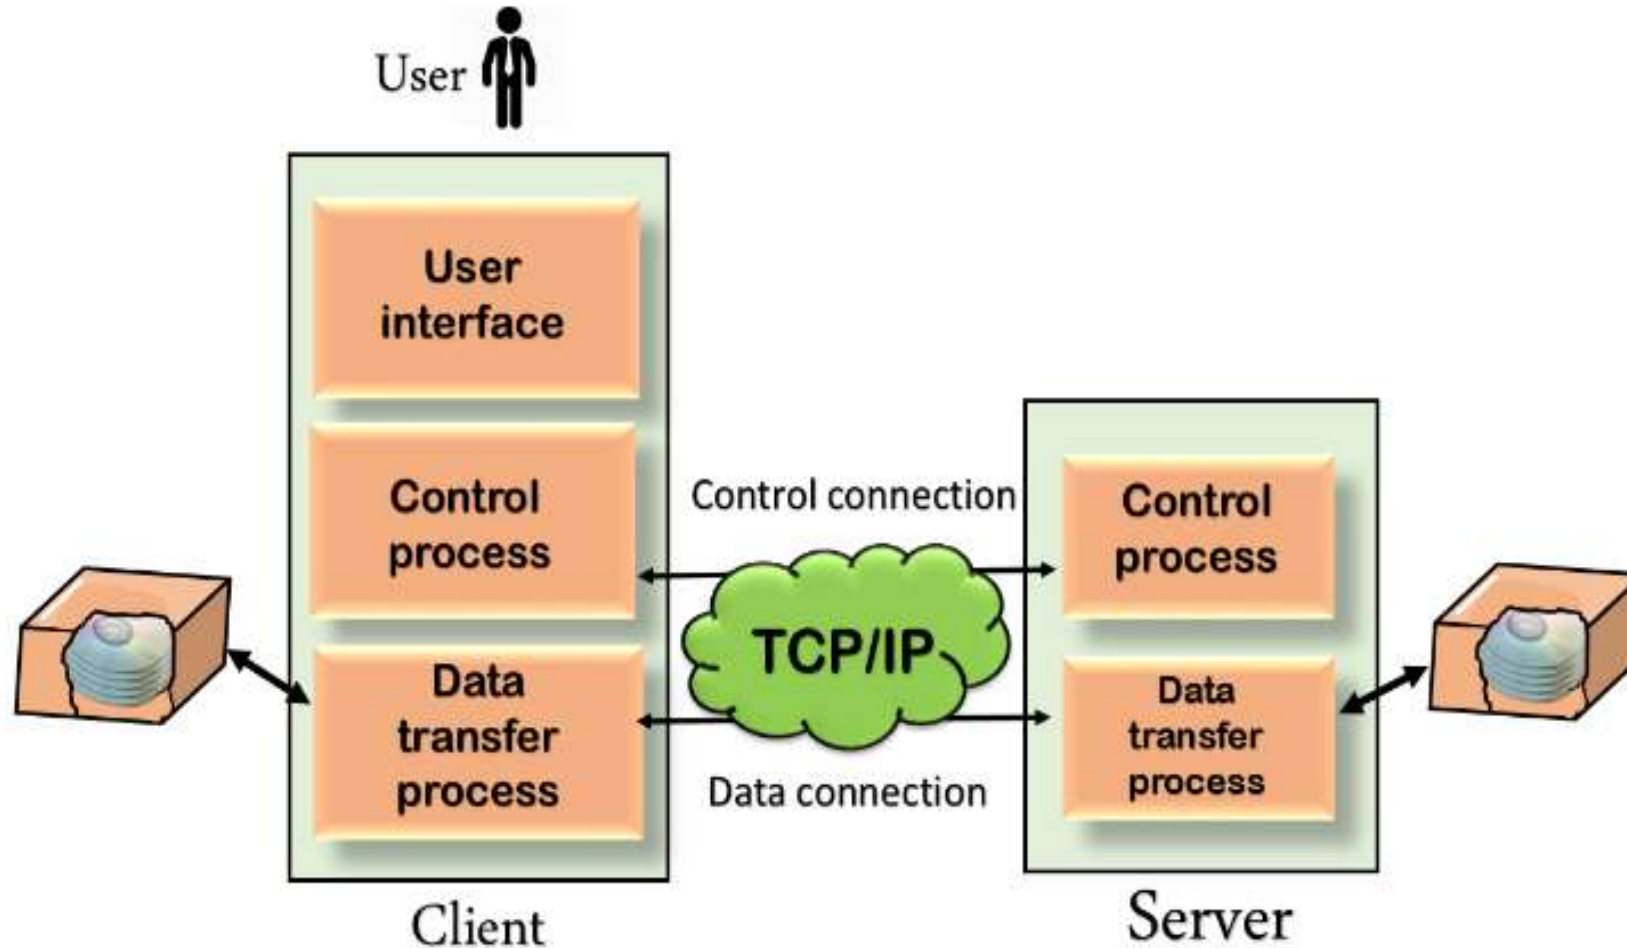 User
User
interface
Control
process
Data
transfer
process
Client
Control connection
TCP/IP
Data connection
Control
process
Data
transfer
process
Server